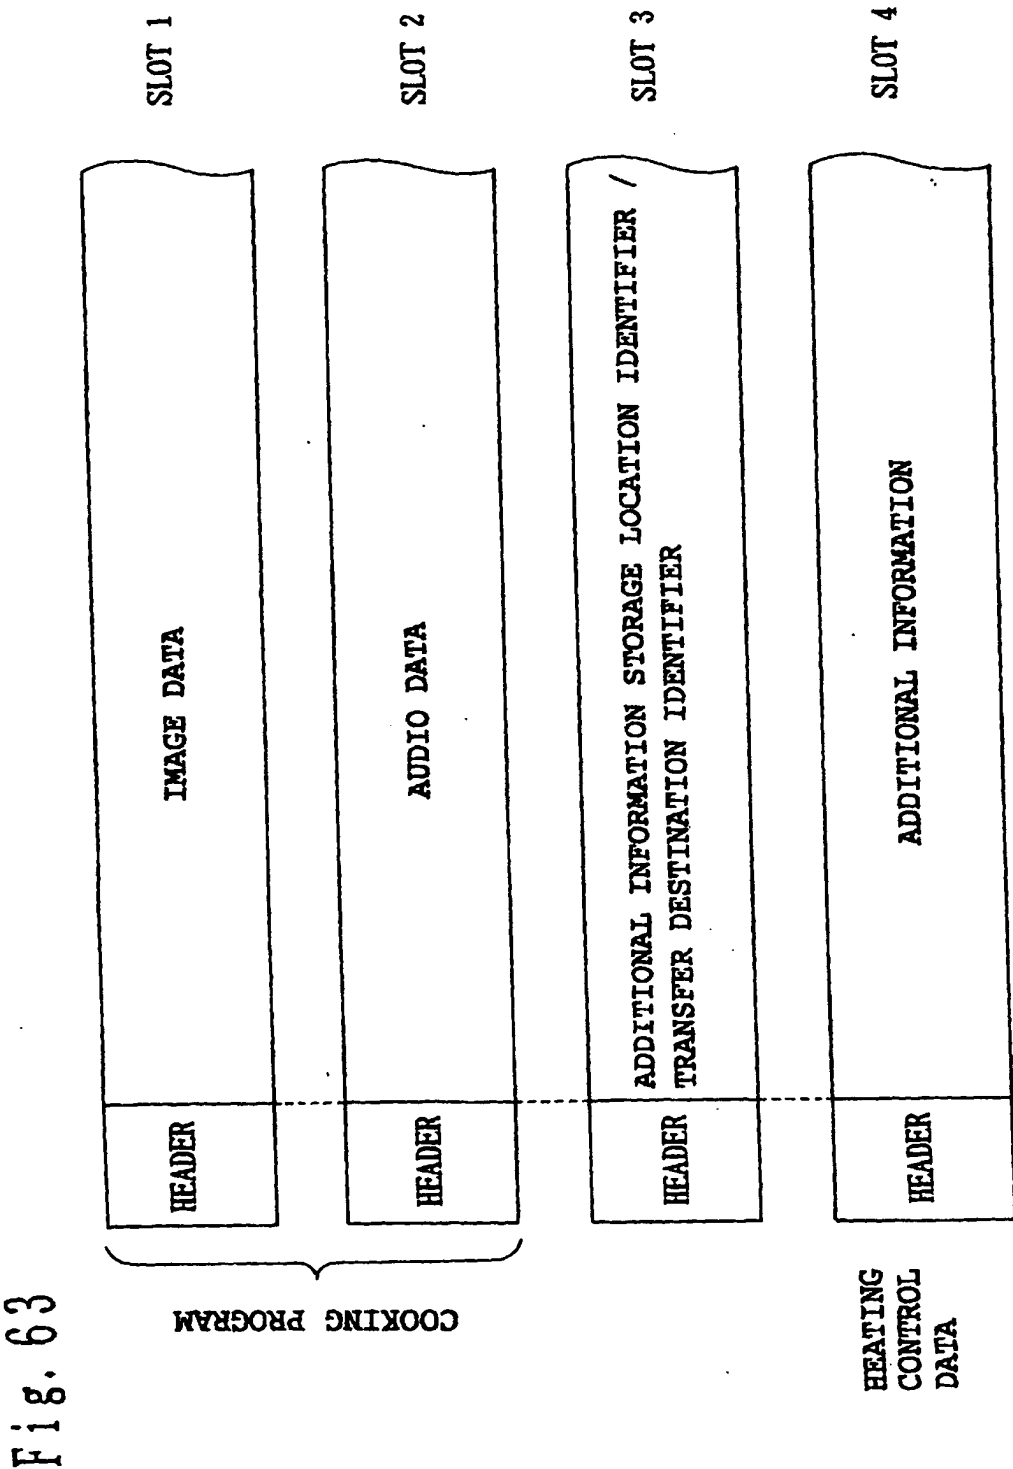 Fig. 63
COOKING PROGRAM
HEADER
IMAGE DATA
SLOT 1
HEADER
AUDIO DATA
SLOT 2
HEADER
ADDITIONAL INFORMATION STORAGE LOCATION IDENTIFIER /
TRANSFER DESTINATION IDENTIFIER
SLOT 3
HEATING
CONTROL
DATA
HEADER
ADDITIONAL INFORMATION
SLOT 4